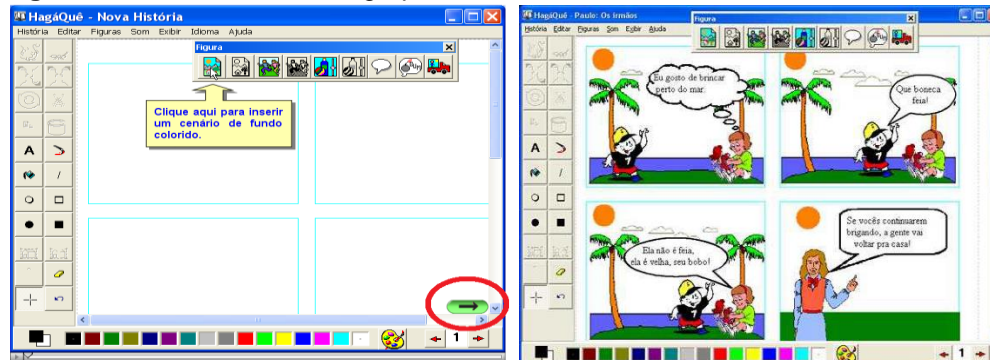 HagáQuê - Nova História
História Editar Figuras Som Exibir Idioma Ajuda
Figura
Clique aqui para inserir
um cenário de fundo
colorido.
A
1
HagáQuê - Paulo: Os Irmãos
História Editar Figuras Som Exibir Ajuda
Figura
Eu gosto de brincar
perto do mar.
Que boneca
feia!
Ela não é feia,
ela é velha, seu bobo!
Se vocês continuarem
brigando, a gente vai
voltar pra casa!
A
1